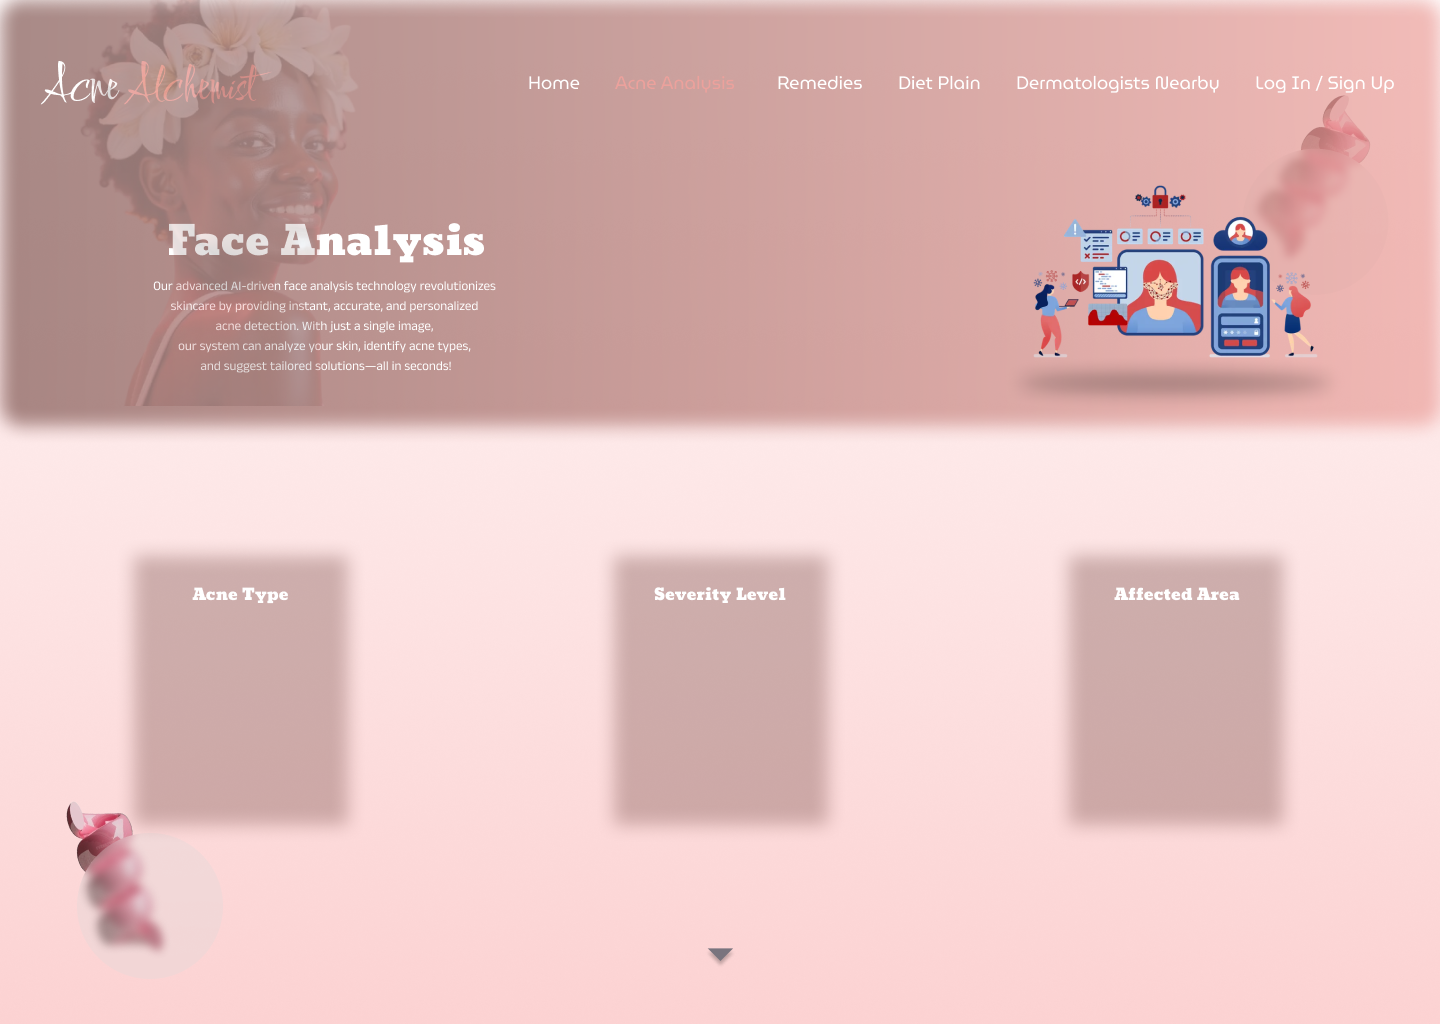 Acne Alchemist
Home Acne Analysis Remedies Diet Plain Dermatologists Nearby Log In / Sign Up
Face Analysis
Our advanced AI-driven face analysis technology revolutionizes
skincare by providing instant, accurate, and personalized
acne detection. With just a single image,
our system can analyze your skin, identify acne types,
and suggest tailored solutions—all in seconds!
Acne Type
Severity Level
Affected Area